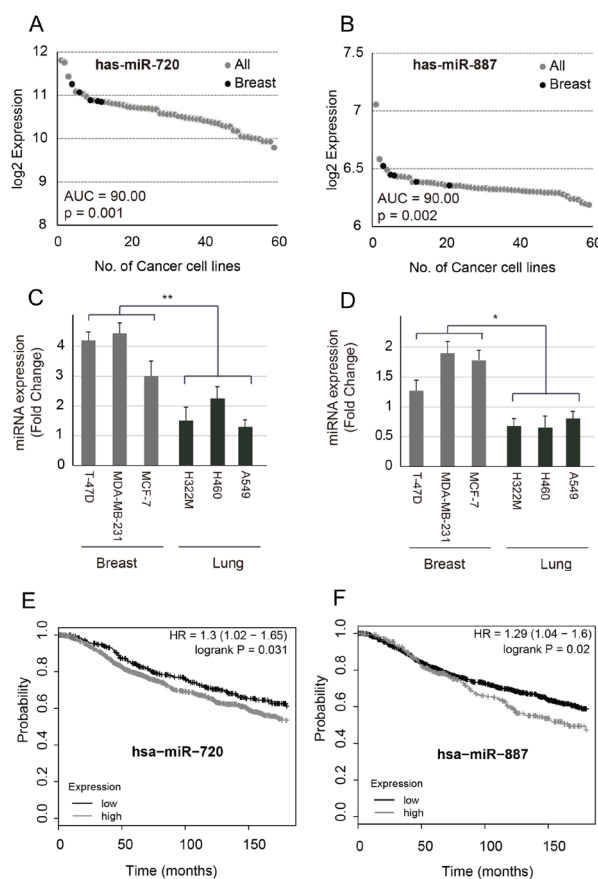 A
12
11
10
9
8
log2 Expression
has-miR-720
All
Breast
AUC = 90.00
p = 0.001
0
20
40
60
No. of Cancer cell lines
B
7.5
7
6.5
6
log2 Expression
has-miR-887
All
Breast
AUC = 90.00
p = 0.002
0
20
40
60
No. of Cancer cell lines
C
miRNA expression
(Fold Change)
4
3
2
1
0
**
T-47D
MDA-MB-231
MCF-7
H322M
H460
A549
Breast
Lung
D
miRNA expression
(Fold Change)
2
1.5
1
0.5
0
*
T-47D
MDA-MB-231
MCF-7
H322M
H460
A549
Breast
Lung
E
Probability
1.0
0.8
0.6
0.4
0.2
0.0
HR = 1.3 (1.02 − 1.65)
logrank P = 0.031
hsa−miR−720
Expression
low
high
0
50
100
150
Time (months)
F
Probability
1.0
0.8
0.6
0.4
0.2
0.0
HR = 1.29 (1.04 − 1.6)
logrank P = 0.02
hsa−miR−887
Expression
low
high
0
50
100
150
Time (months)